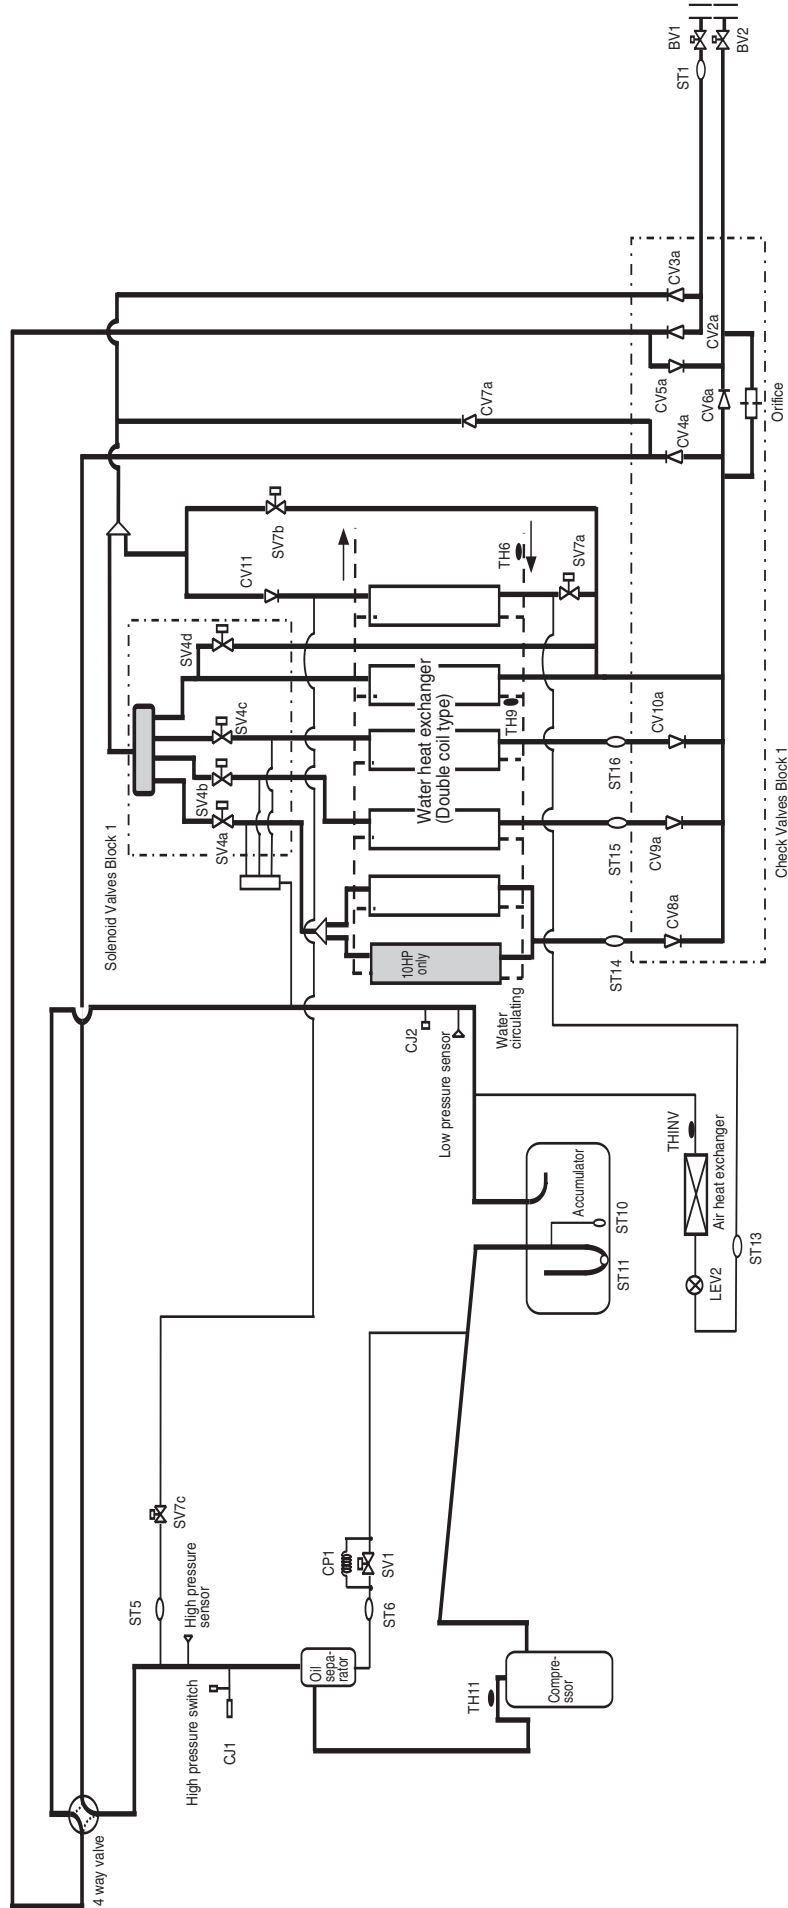 BV1
BV2
ST1
CV3a
CV2a
CV5a
CV6a
Orifice
CV7a
CV4a
SV7b
CV11
TH6
SV7a
SV4d
SV4c
SV4b
SV4a
Solenoid Valves Block 1
Water heat exchanger
(Double coil type)
TH9
CV10a
ST16
ST15
CV9a
CV8a
ST14
Check Valves Block1
10HP
only
Water
circulating
CJ2
Low pressure sensor
THINV
Air heat exchanger
LEV2
ST13
Accumulator
ST10
ST11
SV7c
ST5
High pressure
sensor
CP1
SV1
ST6
High pressure switch
CJ1
Oil
sepa-
rator
TH11
Compre-
ssor
4 way valve